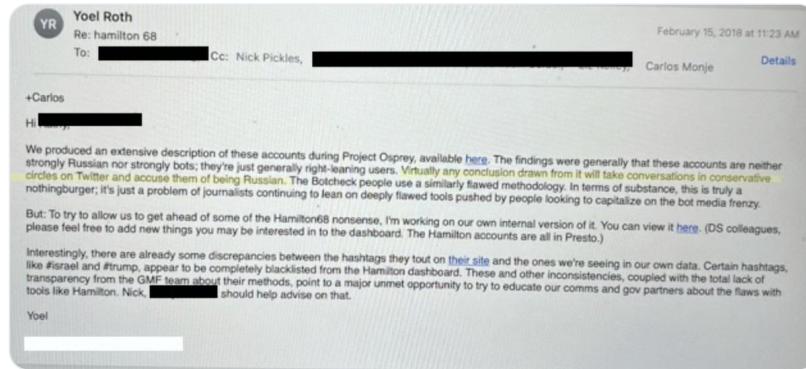 YR
Yoel Roth
Re: hamilton 68
February 15, 2018 at 11:23 AM
To: Cc: Nick Pickles, Carlos Monje Details
+Carlos
Hi
We produced an extensive description of these accounts during Project Osprey, available here. The findings were generally that these accounts are neither
strongly Russian nor strongly bots; they're just generally right-leaning users. Virtually any conclusion drawn from it will take conversations in conservative
circles on Twitter and accuse them of being Russian. The Botcheck people use a similarly flawed methodology. In terms of substance, this is truly a
nothingburger; it's just a problem of journalists continuing to lean on deeply flawed tools pushed by people looking to capitalize on the bot media frenzy.
But: To try to allow us to get ahead of some of the Hamilton68 nonsense, I'm working on our own internal version of it. You can view it here. (DS colleagues,
please feel free to add new things you may be interested in to the dashboard. The Hamilton accounts are all in Presto.)
Interestingly, there are already some discrepancies between the hashtags they tout on their site and the ones we're seeing in our own data. Certain hashtags,
like #israel and #trump, appear to be completely blacklisted from the Hamilton dashboard. These and other inconsistencies, coupled with the total lack of
transparency from the GMF team about their methods, point to a major unmet opportunity to try to educate our comms and gov partners about the flaws with
tools like Hamilton. Nick, should help advise on that.
Yoel